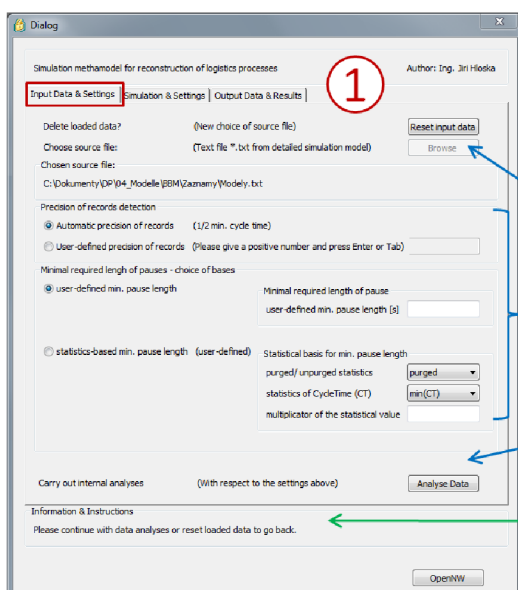 Dialog
Simulation methamodel for reconstruction of logistics processes
Author: Ing. Jiri Hloska
1
Input Data & Settings
Simulation & Settings
Output Data & Results
Delete loaded data?
(New choice of source file)
Reset input data
Choose source file:
(Text file *.txt from detailed simulation model)
Browse
Chosen source file:
C:\Dokumenty\DP\04_Modelle\BBM\Zaznamy\Modely.txt
Precision of records detection
Automatic precision of records
(1/2 min. cycle time)
User-defined precision of records
(Please give a positive number and press Enter or Tab)
Minimal required lengh of pauses - choice of bases
user-defined min. pause length
Minimal required length of pause
user-defined min. pause length [s]
statistics-based min. pause length
(user-defined)
Statistical basis for min. pause length
purged/ unpurged statistics
purged
statistics of CycleTime (CT)
min(CT)
multiplicator of the statistical value
Carry out internal analyses
(With respect to the settings above)
Analyse Data
Information & Instructions
Please continue with data analyses or reset loaded data to go back.
OpenNW